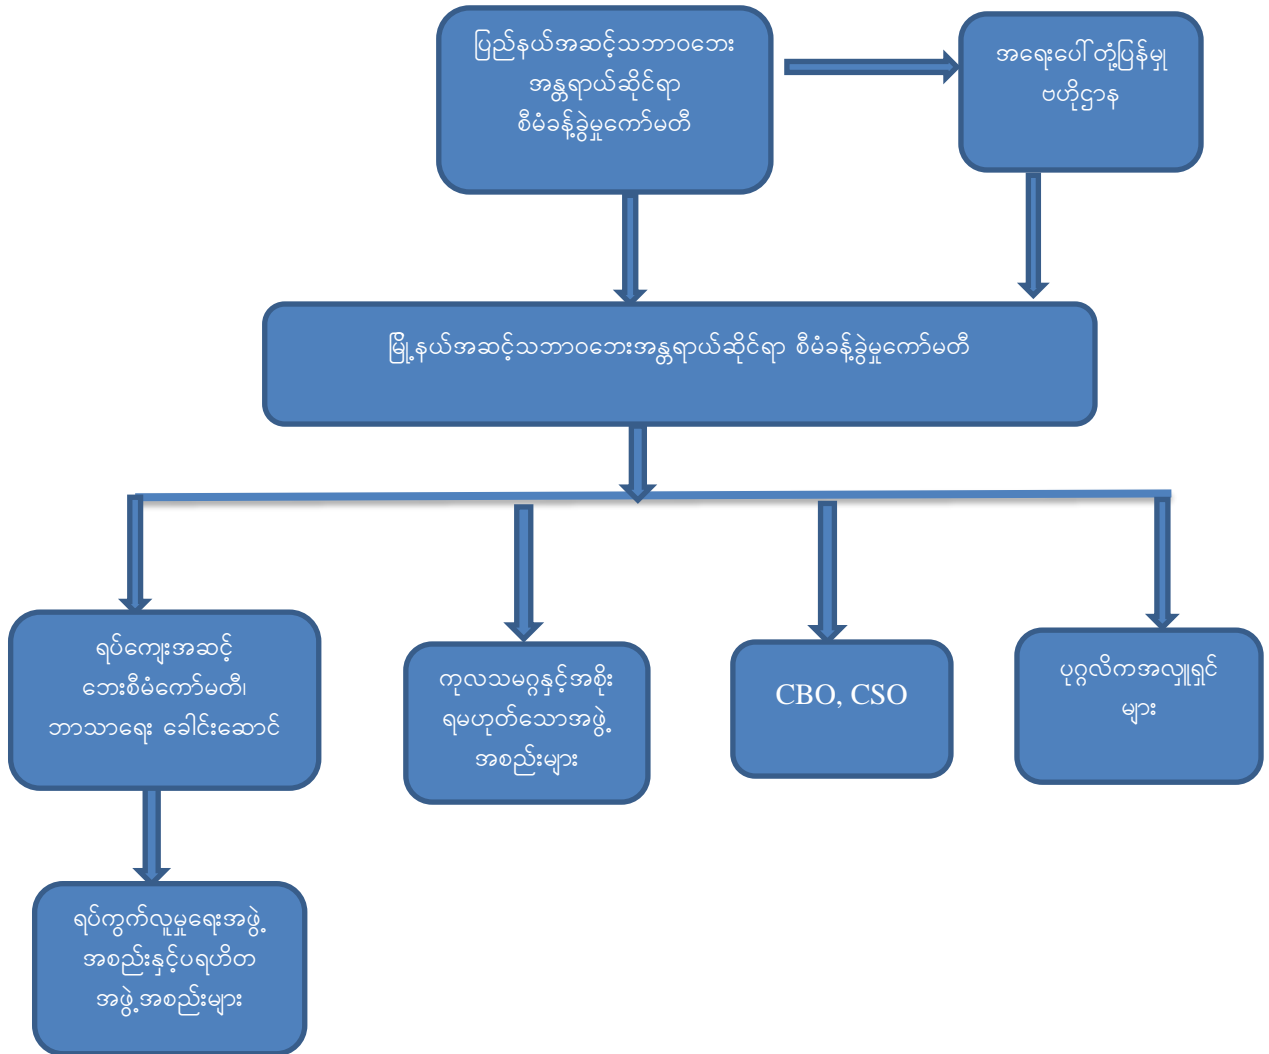 ပြည်နယ်အဆင့်သဘာဝဘေး
အန္တရာယ်ဆိုင်ရာ
စီမံခန့်ခွဲမှုကော်မတီ
အရေးပေါ် တုံ့ပြန်မှု
ဗဟိုဌာန
မြို့နယ်အဆင့်သဘာဝဘေးအန္တရာယ်ဆိုင်ရာ စီမံခန့်ခွဲမှုကော်မတီ
ရပ်ကျေးအဆင့်
ဘေးစီမံကော်မတီ၊
ဘာသာရေး ခေါင်းဆောင်
ကုလသမဂ္ဂနှင့်အစိုး
ရမဟုတ်သောအဖွဲ့
အစည်းများ
CBO, CSO
ပုဂ္ဂလိကအလှူရှင်
များ
ရပ်ကွက်လူမှုရေးအဖွဲ့
အစည်းနှင့်ပရဟိတ
အဖွဲ့အစည်းများ